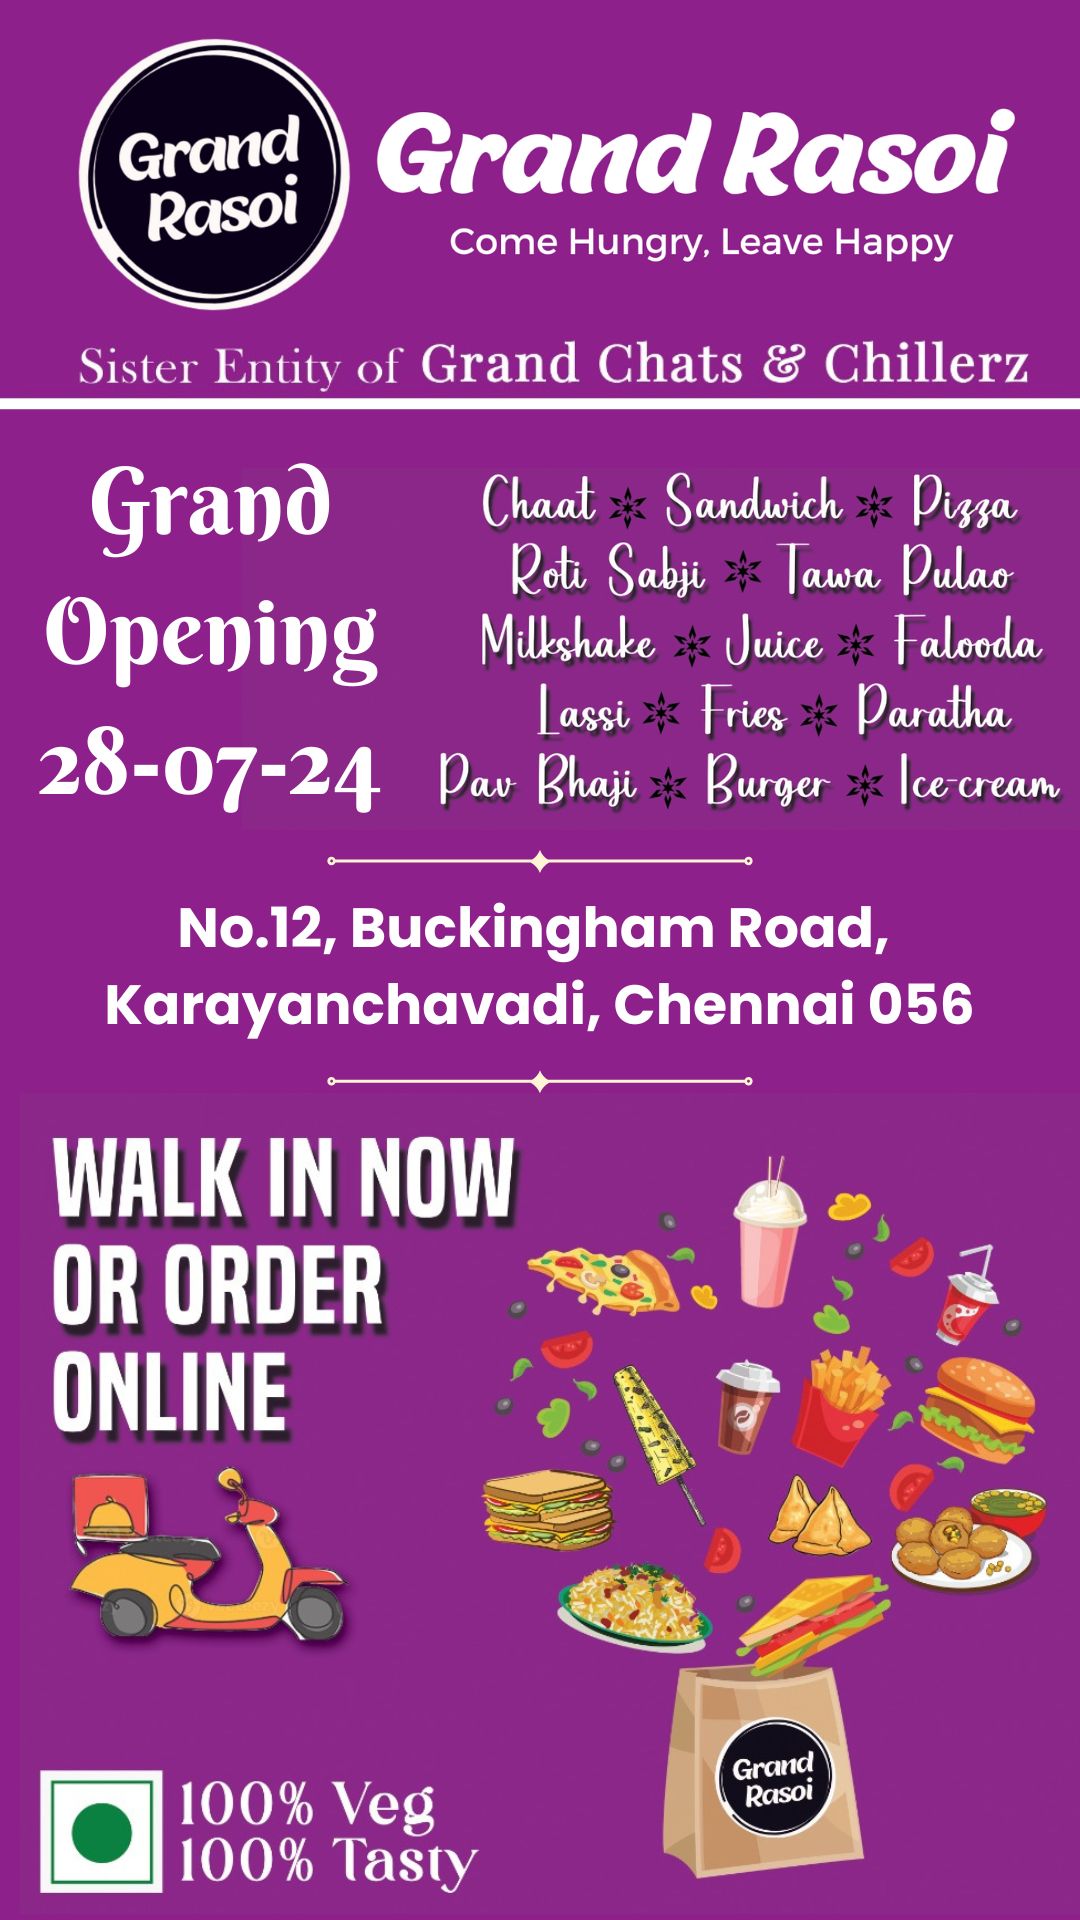 Grand
Rasoi
Grand Rasoi
Come Hungry, Leave Happy
Sister Entity of Grand Chats & Chillerz
Grand
Opening
28-07-24
Chaat Sandwich Pizza
Roti Sabji Tawa Pulao
Milkshake Juice Falooda
Lassi Fries Paratha
Pav Bhaji Burger Ice-cream
No.12, Buckingham Road,
Karayanchavadi, Chennai 056
WALK IN NOW
OR ORDER
ONLINE
Grand
Rasoi
100% Veg
100% Tasty